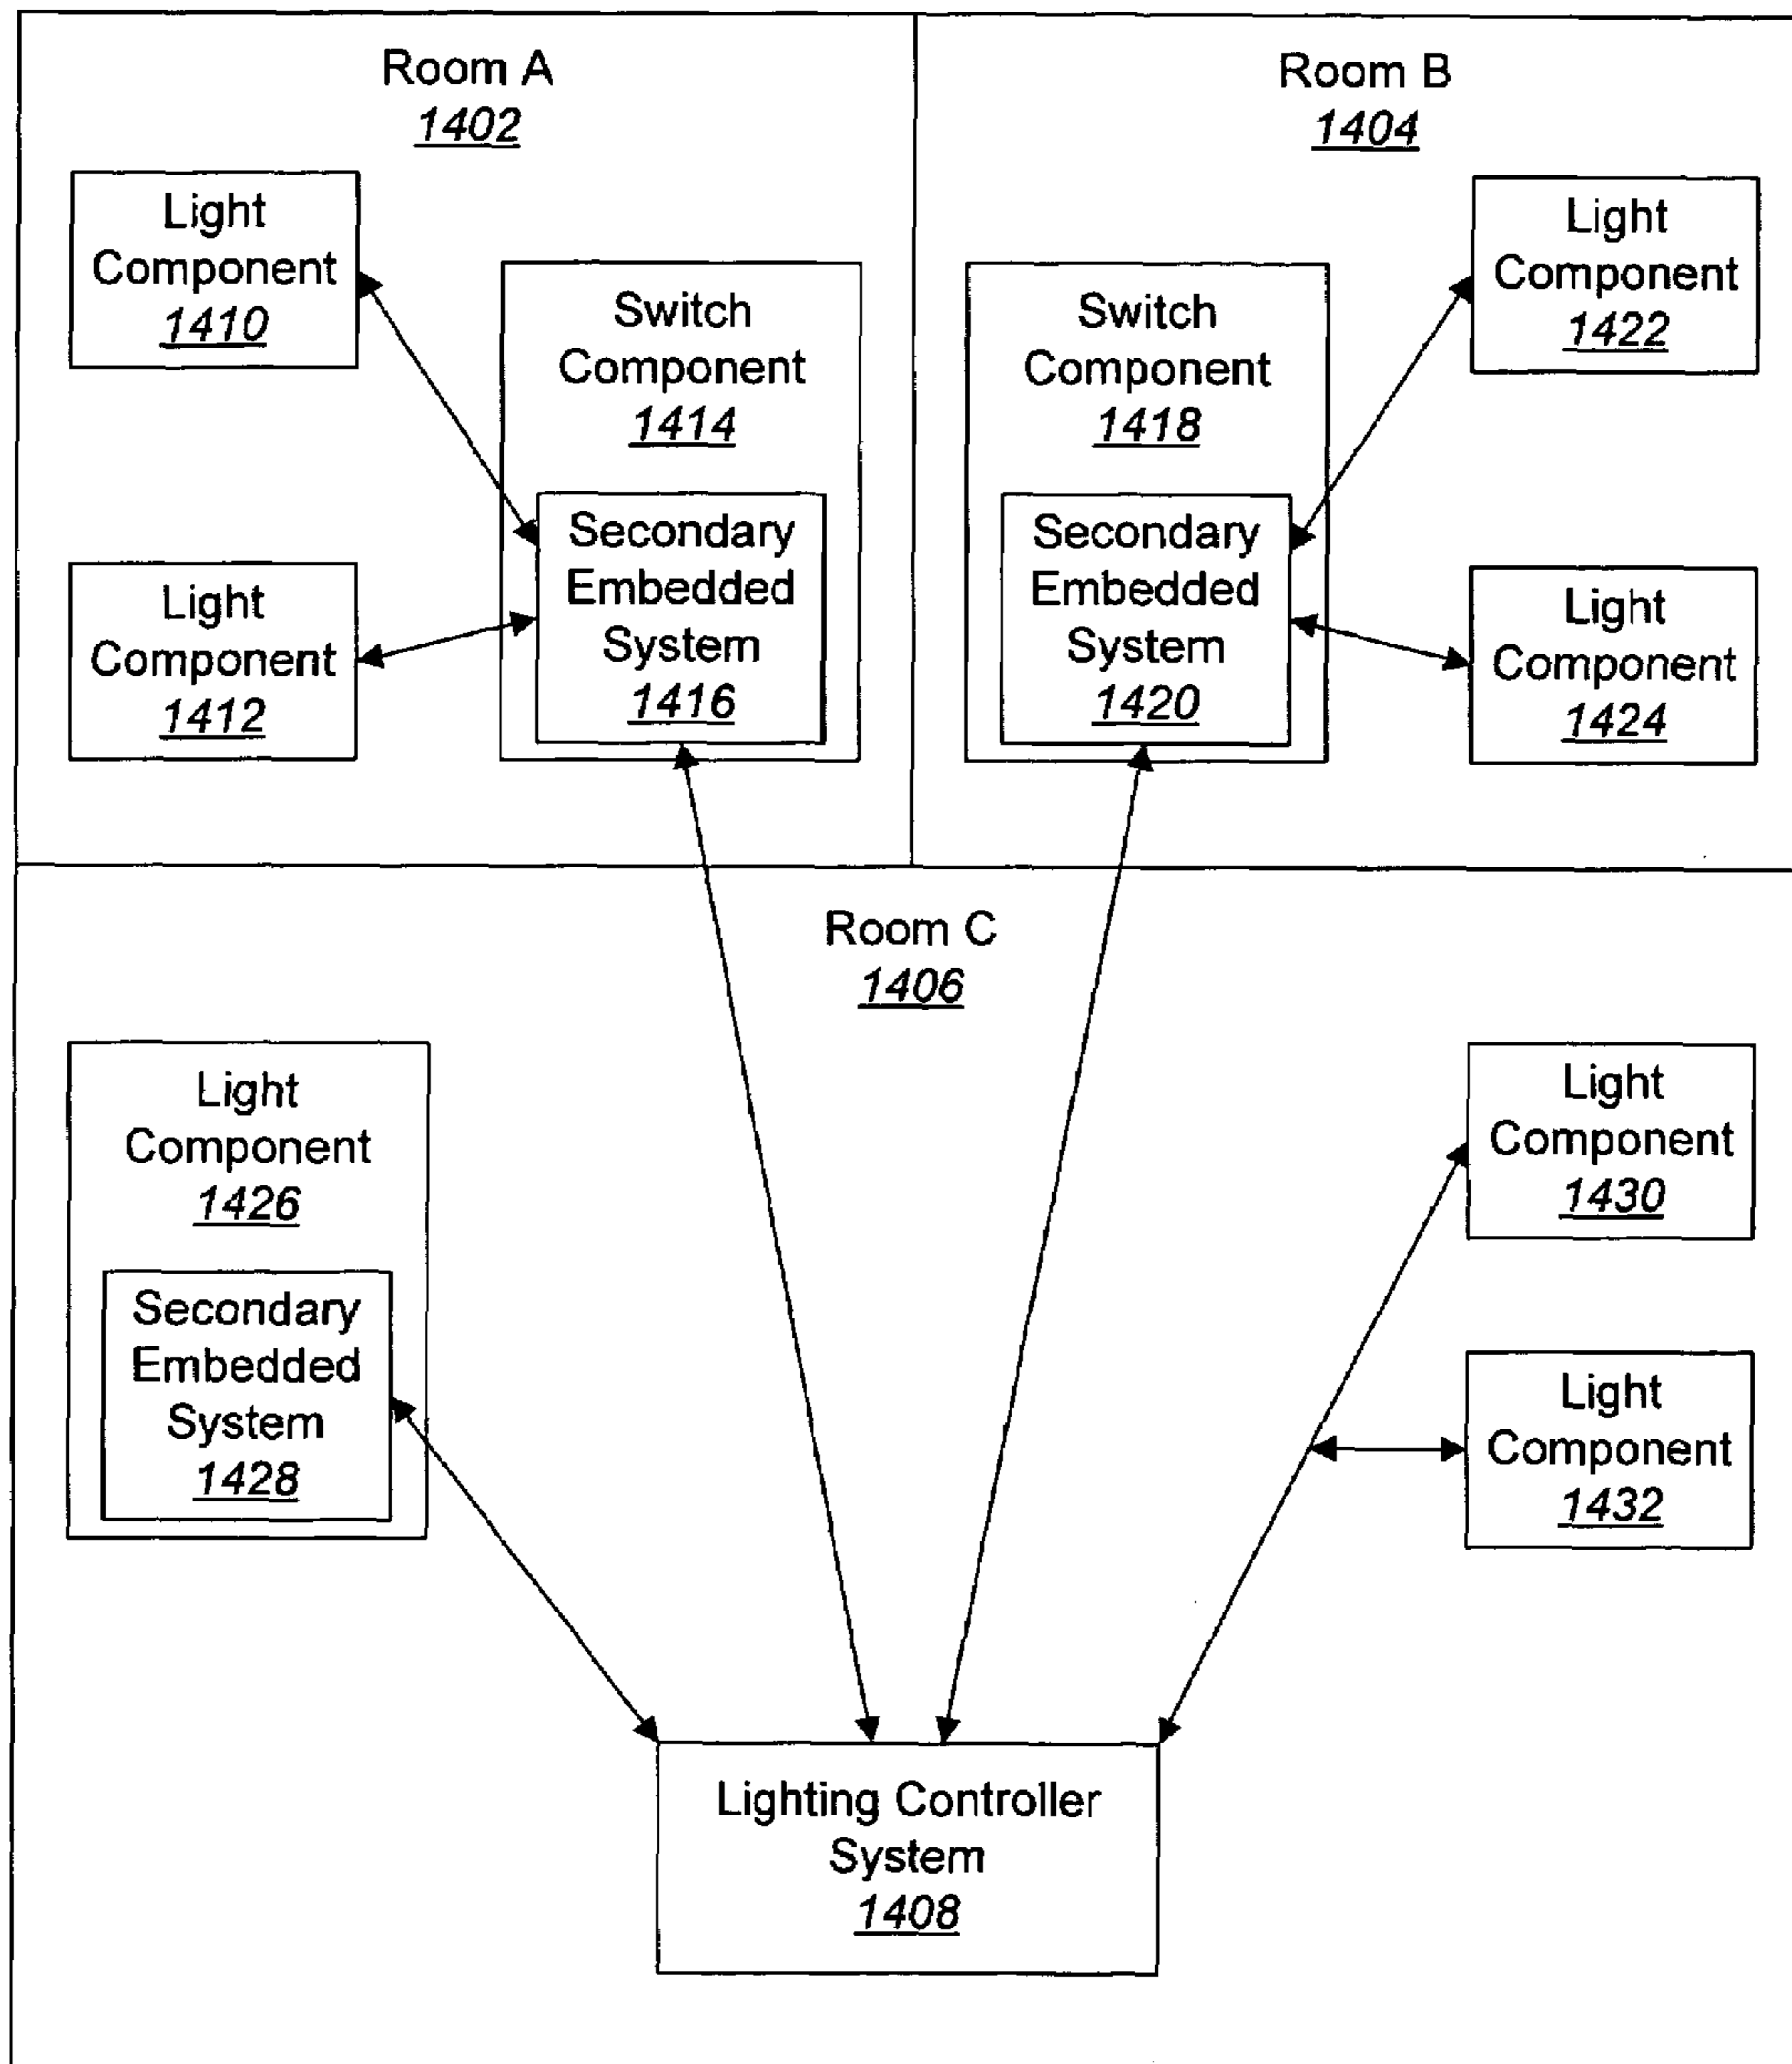 Room A
1402
Light
Component
1410
Switch
Component
1414
Secondary
Embedded
System
1416
Light
Component
1412
Room B
1404
Switch
Component
1418
Secondary
Embedded
System
1420
Light
Component
1422
Light
Component
1424
Room C
1406
Light
Component
1426
Secondary
Embedded
System
1428
Light
Component
1430
Light
Component
1432
Lighting Controller
System
1408